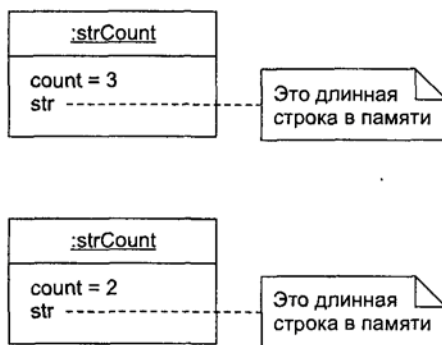 :strCount
count = 3
str
Это длинная
строка в памяти
:strCount
count = 2
str
Это длинная
строка в памяти